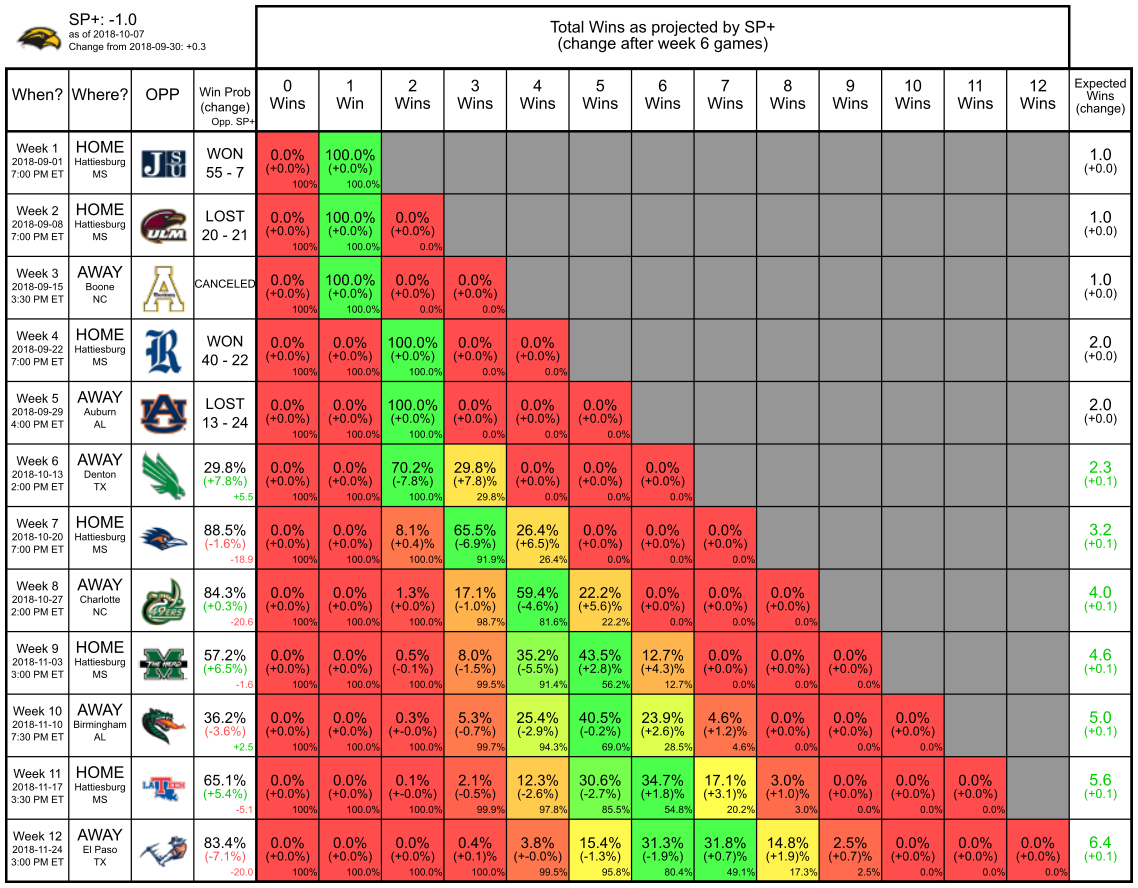 SP+: -1.0
as of 2018-10-07
Change from 2018-09-30: +0.3
Total Wins as projected by SP+
(change after week 6 games)
When? Where? OPP Win Prob (change) Opp. SP+ 0 Wins 1 Win 2 Wins 3 Wins 4 Wins 5 Wins 6 Wins 7 Wins 8 Wins 9 Wins 10 Wins 11 Wins 12 Wins Expected Wins (change)
Week 1 HOME JSU WON 0.0% 100.0% 1.0
2018-09-01 Hattiesburg 55 - 7 (+0.0%) (+0.0%) (+0.0)
7:00 PM ET MS 100% 100.0%
Week 2 HOME ULM LOST 0.0% 100.0% 0.0% 1.0
2018-09-08 Hattiesburg 20 - 21 (+0.0%) (+0.0%) (+0.0%) (+0.0)
7:00 PM ET MS 100% 100.0% 0.0%
Week 3 AWAY A CANCELED 0.0% 100.0% 0.0% 0.0% 1.0
2018-09-15 Boone (+0.0%) (+0.0%) (+0.0%) (+0.0%) (+0.0)
3:30 PM ET NC 100% 100.0% 0.0% 0.0%
Week 4 HOME R WON 0.0% 0.0% 100.0% 0.0% 0.0% 2.0
2018-09-22 Hattiesburg 40 - 22 (+0.0%) (+0.0%) (+0.0%) (+0.0%) (+0.0%) (+0.0)
7:00 PM ET MS 100% 100.0% 100.0% 0.0% 0.0%
Week 5 AWAY AU LOST 0.0% 0.0% 100.0% 0.0% 0.0% 0.0% 2.0
2018-09-29 Auburn 13 - 24 (+0.0%) (+0.0%) (+0.0%) (+0.0%) (+0.0%) (+0.0%) (+0.0)
4:00 PM ET AL 100% 100.0% 100.0% 0.0% 0.0% 0.0%
Week 6 AWAY 29.8% 0.0% 0.0% 70.2% 29.8% 0.0% 0.0% 0.0% 2.3
2018-10-13 Denton (+7.8%) (+0.0%) (+0.0%) (-7.8%) (+7.8)% (+0.0%) (+0.0%) (+0.0%) (+0.1)
2:00 PM ET TX +5.5 100% 100.0% 100.0% 29.8% 0.0% 0.0% 0.0%
Week 7 HOME 88.5% 0.0% 0.0% 8.1% 65.5% 26.4% 0.0% 0.0% 0.0% 3.2
2018-10-20 Hattiesburg (-1.6%) (+0.0%) (+0.0%) (+0.4)% (-6.9%) (+6.5)% (+0.0%) (+0.0%) (+0.0%) (+0.1)
7:00 PM ET MS -18.9 100% 100.0% 100.0% 91.9% 26.4% 0.0% 0.0% 0.0%
Week 8 AWAY 49ERS 84.3% 0.0% 0.0% 1.3% 17.1% 59.4% 22.2% 0.0% 0.0% 0.0% 4.0
2018-10-27 Charlotte (+0.3%) (+0.0%) (+0.0%) (+0.0%) (-1.0%) (-4.6%) (+5.6)% (+0.0%) (+0.0%) (+0.0%) (+0.1)
2:00 PM ET NC -20.6 100% 100.0% 100.0% 98.7% 81.6% 22.2% 0.0% 0.0% 0.0%
Week 9 HOME M THE HERD 57.2% 0.0% 0.0% 0.5% 8.0% 35.2% 43.5% 12.7% 0.0% 0.0% 0.0% 4.6
2018-11-03 Hattiesburg (+6.5%) (+0.0%) (+0.0%) (-0.1%) (-1.5%) (-5.5%) (+2.8)% (+4.3)% (+0.0%) (+0.0%) (+0.0%) (+0.1)
3:00 PM ET MS -1.6 100% 100.0% 100.0% 99.5% 91.4% 56.2% 12.7% 0.0% 0.0% 0.0%
Week 10 AWAY 36.2% 0.0% 0.0% 0.3% 5.3% 25.4% 40.5% 23.9% 4.6% 0.0% 0.0% 0.0% 5.0
2018-11-10 Birmingham (-3.6%) (+0.0%) (+0.0%) (+-0.0%) (-0.7%) (-2.9%) (-0.2%) (+2.6)% (+1.2)% (+0.0%) (+0.0%) (+0.0%) (+0.1)
7:30 PM ET AL +2.5 100% 100.0% 100.0% 99.7% 94.3% 69.0% 28.5% 4.6% 0.0% 0.0% 0.0%
Week 11 HOME LA TECH 65.1% 0.0% 0.0% 0.1% 2.1% 12.3% 30.6% 34.7% 17.1% 3.0% 0.0% 0.0% 0.0% 5.6
2018-11-17 Hattiesburg (+5.4%) (+0.0%) (+0.0%) (+-0.0%) (-0.5%) (-2.6%) (-2.7%) (+1.8)% (+3.1)% (+1.0)% (+0.0%) (+0.0%) (+0.0%) (+0.1)
3:30 PM ET MS -5.1 100% 100.0% 100.0% 99.9% 97.8% 85.5% 54.8% 20.2% 3.0% 0.0% 0.0% 0.0%
Week 12 AWAY 83.4% 0.0% 0.0% 0.0% 0.4% 3.8% 15.4% 31.3% 31.8% 14.8% 2.5% 0.0% 0.0% 0.0% 6.4
2018-11-24 El Paso (-7.1%) (+0.0%) (+0.0%) (+0.0%) (+0.1)% (+-0.0%) (-1.3%) (-1.9%) (+0.7)% (+1.9)% (+0.7)% (+0.0%) (+0.0%) (+0.0%) (+0.1)
3:00 PM ET TX -20.0 100% 100.0% 100.0% 100.0% 99.5% 95.8% 80.4% 49.1% 17.3% 2.5% 0.0% 0.0% 0.0%